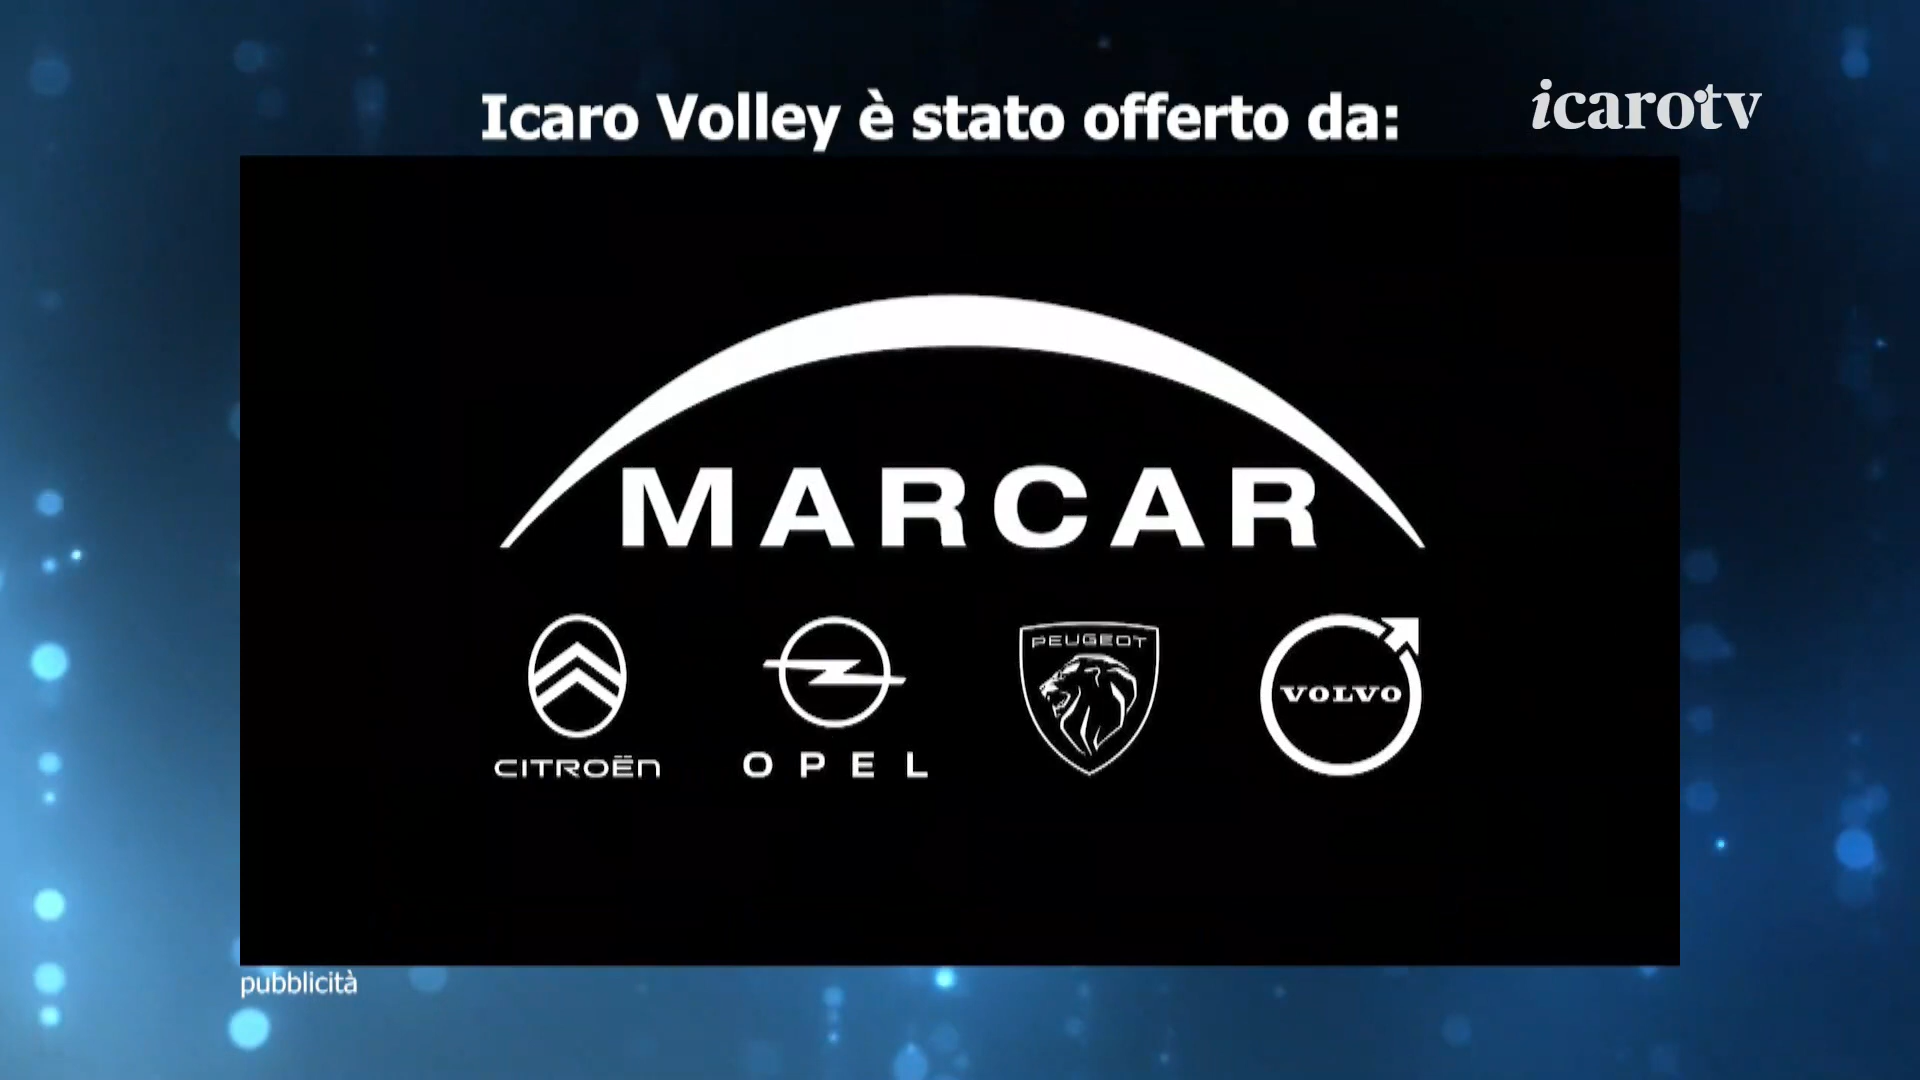 Icaro Volley è stato offerto da:
icarotv
MARCAR
CITROËN
OPEL
PEUGEOT
VOLVO
pubblicità